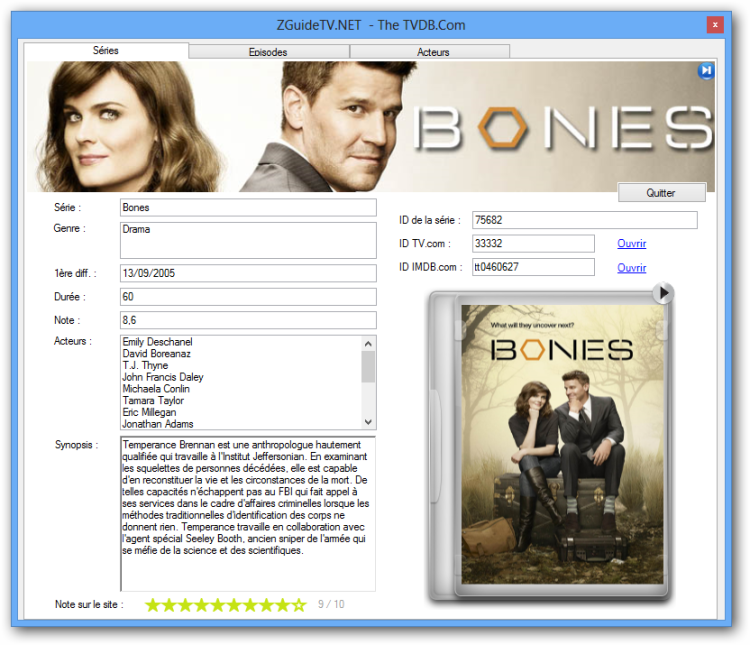 ZGuideTV.NET - The TVDB.Com
x
Séries
Episodes
Acteurs
BONES
Quitter
Série :
Bones
Genre :
Drama
1ère diff. :
13/09/2005
Durée :
60
Note :
8,6
Acteurs :
Emily Deschanel
David Boreanaz
T.J. Thyne
John Francis Daley
Michaela Conlin
Tamara Taylor
Eric Millegan
Jonathan Adams
Synopsis :
Temperance Brennan est une anthropologue hautement
qualifiée qui travaille à l'Institut Jeffersonian. En examinant
les squelettes de personnes décédées, elle est capable
d'en reconstituer la vie et les circonstances de la mort. De
telles capacités n'échappent pas au FBI qui fait appel à
ses services dans le cadre d'affaires criminelles lorsque les
méthodes traditionnelles d'identification des corps ne
donnent rien. Temperance travaille en collaboration avec
l'agent spécial Seeley Booth, ancien sniper de l'armée qui
se méfie de la science et des scientifiques.
Note sur le site :
9 / 10
ID de la série :
75682
ID TV.com :
33332
Ouvrir
ID IMDB.com :
tt0460627
Ouvrir
What will they uncover next?
BONES